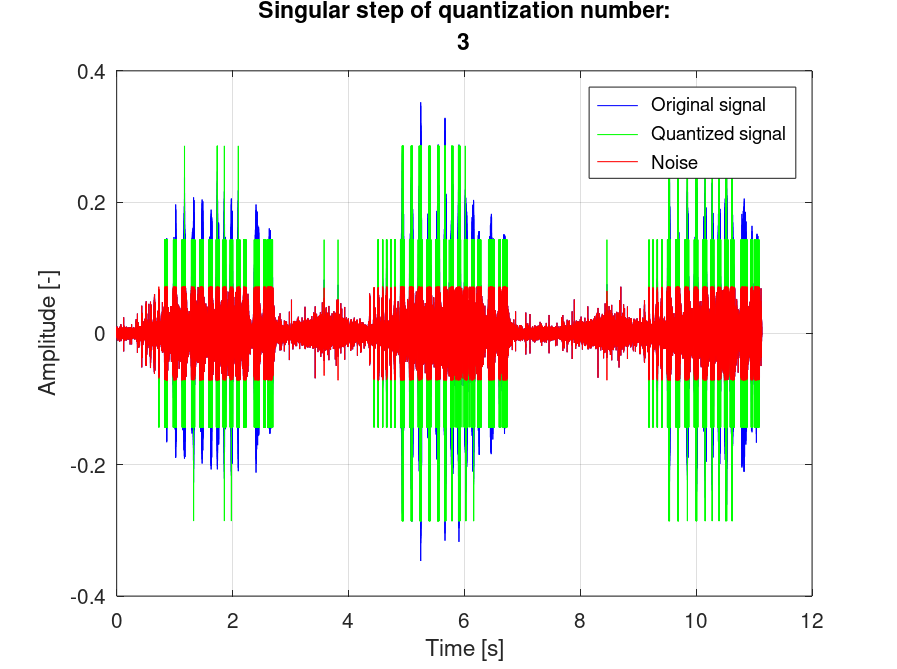 Singular step of quantization number:
3
0.4
0.2
0
-0.2
-0.4
Amplitude [-]
Original signal
Quantized signal
Noise
0 2 4 6 8 10 12
Time [s]